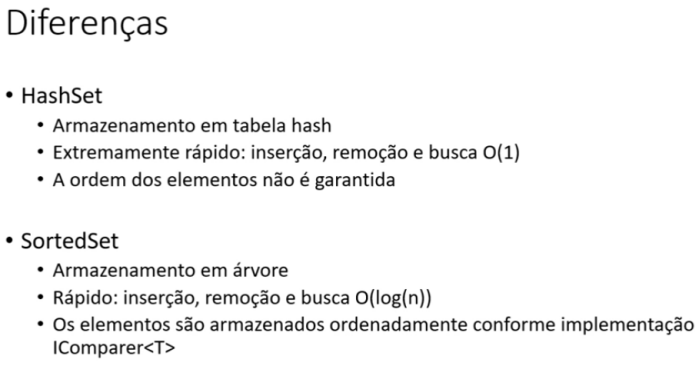 Diferenças
• HashSet
• Armazenamento em tabela hash
• Extremamente rápido: inserção, remoção e busca O(1)
• A ordem dos elementos não é garantida
• SortedSet
• Armazenamento em árvore
• Rápido: inserção, remoção e busca O(log(n))
• Os elementos são armazenados ordenadamente conforme implementação
IComparer<T>